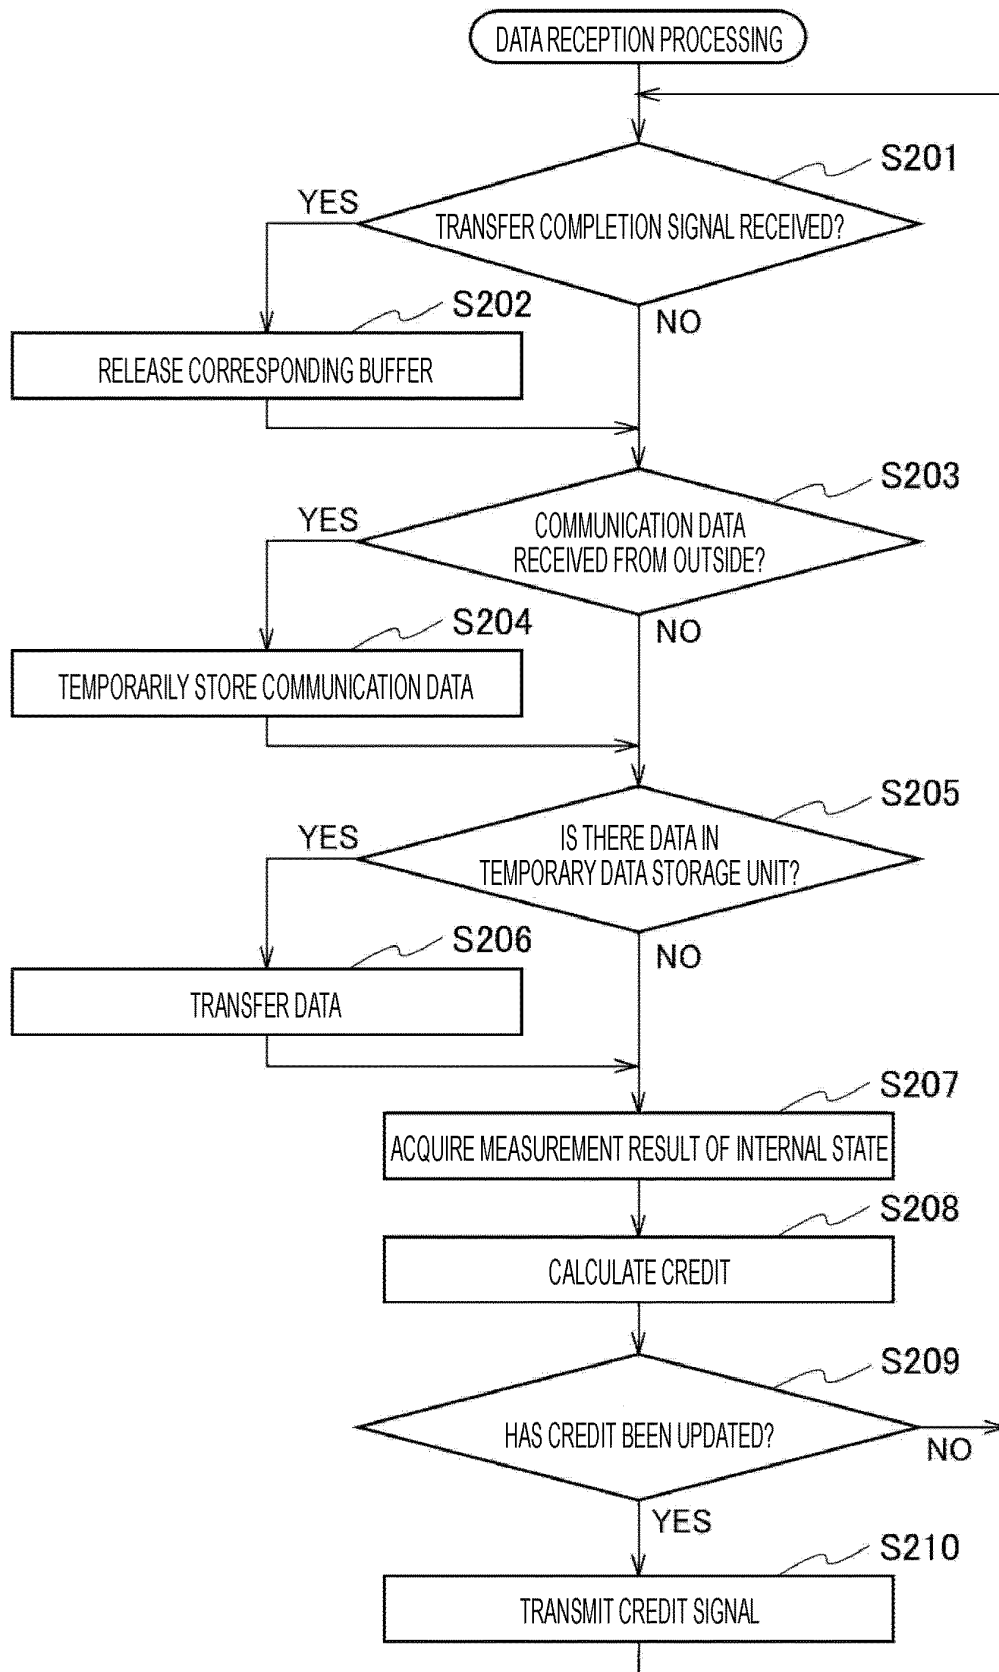 DATA RECEPTION PROCESSING
S201
YES
TRANSFER COMPLETION SIGNAL RECEIVED?
S202
NO
RELEASE CORRESPONDING BUFFER
S203
YES
COMMUNICATION DATA
RECEIVED FROM OUTSIDE?
S204
NO
TEMPORARILY STORE COMMUNICATION DATA
S205
YES
IS THERE DATA IN
TEMPORARY DATA STORAGE UNIT?
S206
NO
TRANSFER DATA
S207
ACQUIRE MEASUREMENT RESULT OF INTERNAL STATE
S208
CALCULATE CREDIT
S209
HAS CREDIT BEEN UPDATED?
NO
YES
S210
TRANSMIT CREDIT SIGNAL